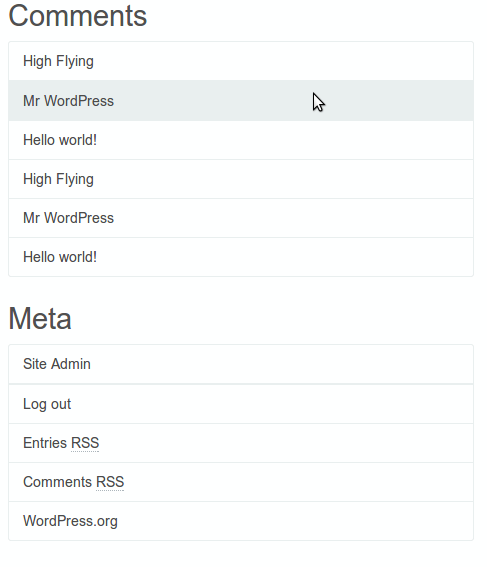 Comments
High Flying
Mr WordPress
Hello world!
High Flying
Mr WordPress
Hello world!
Meta
Site Admin
Log out
Entries RSS
Comments RSS
WordPress.org